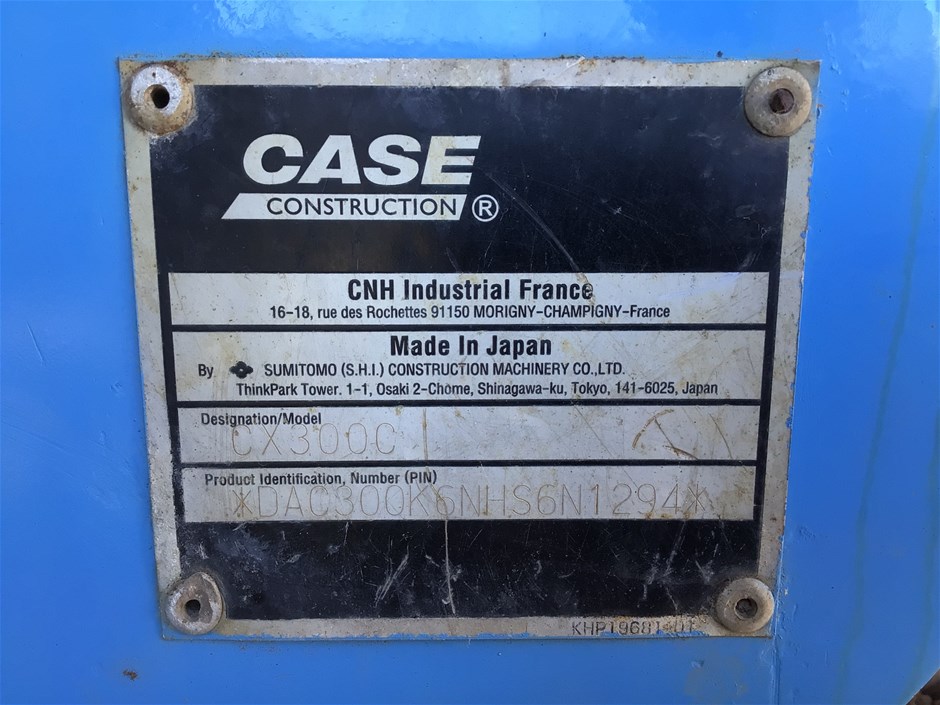 CASE
CONSTRUCTION ®
CNH Industrial France
16-18, rue des Rochettes 91150 MORIGNY-CHAMPIGNY-France
Made In Japan
By SUMITOMO (S.H.I.) CONSTRUCTION MACHINERY CO.,LTD.
ThinkPark Tower. 1-1, Osaki 2-Chome, Shinagawa-ku, Tokyo, 141-6025, Japan
Designation/Model
CX300C
Product Identification, Number (PIN)
*DAC300K6NHS6N1294*